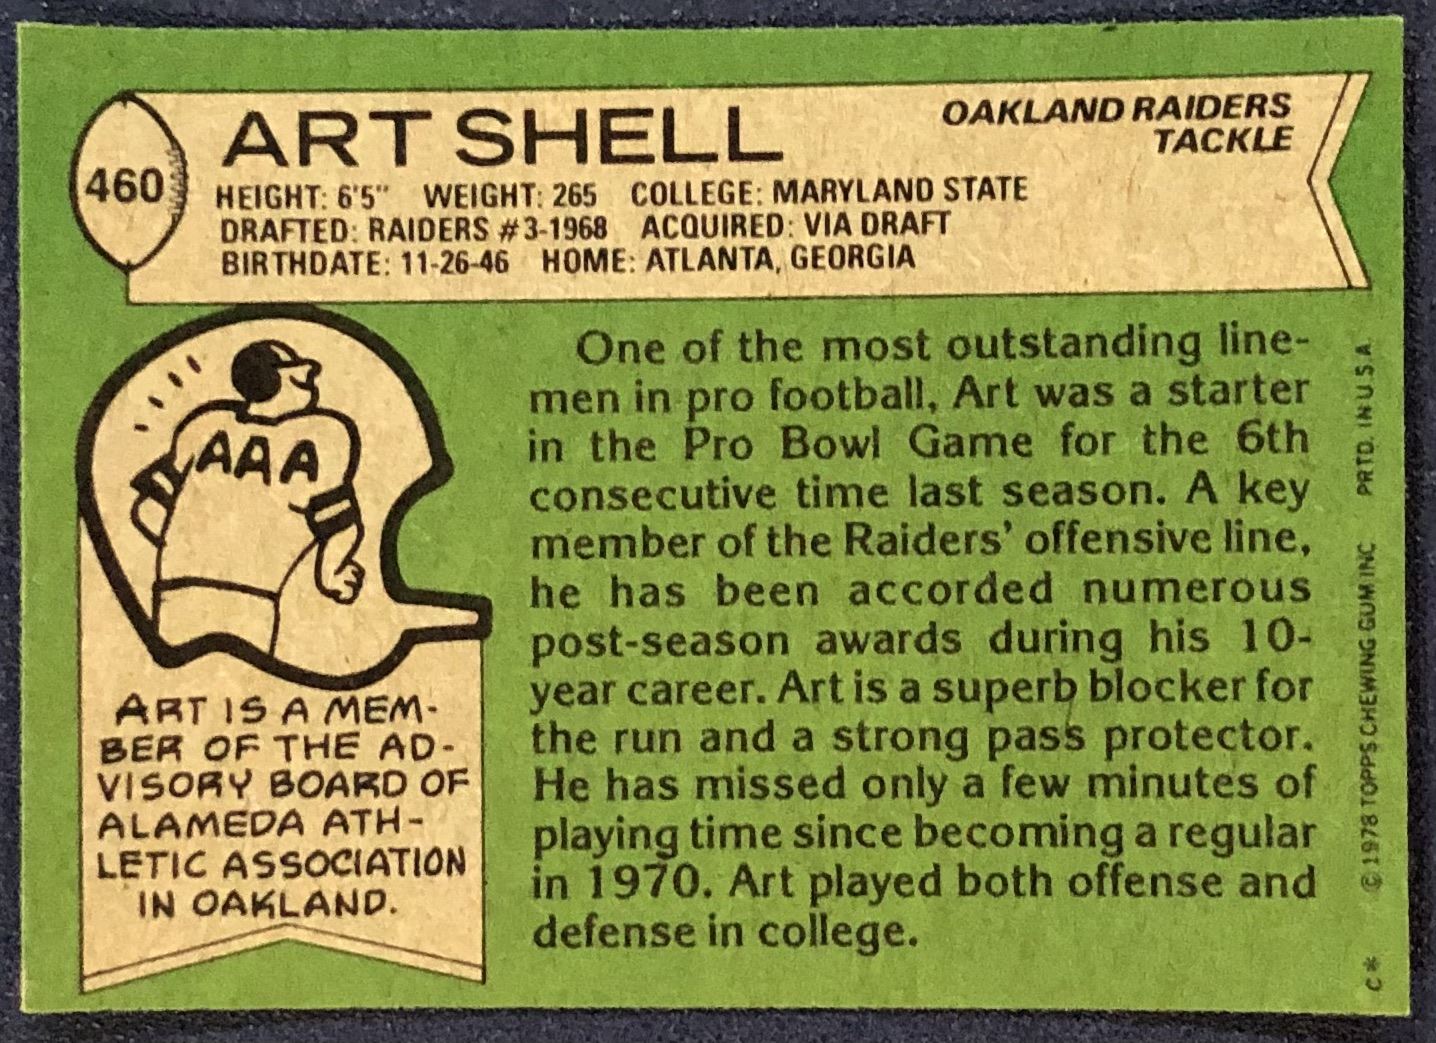 460
ART SHELL
OAKLAND RAIDERS
TACKLE
HEIGHT: 6'5" WEIGHT: 265 COLLEGE: MARYLAND STATE
DRAFTED: RAIDERS #3-1968 ACQUIRED: VIA DRAFT
BIRTHDATE: 11-26-46 HOME: ATLANTA, GEORGIA
AAA
ART IS A MEM-
BER OF THE AD-
VISORY BOARD OF
ALAMEDA ATH-
LETIC ASSOCIATION
IN OAKLAND.
One of the most outstanding line-
men in pro football, Art was a starter
in the Pro Bowl Game for the 6th
consecutive time last season. A key
member of the Raiders' offensive line,
he has been accorded numerous
post-season awards during his 10-
year career. Art is a superb blocker for
the run and a strong pass protector.
He has missed only a few minutes of
playing time since becoming a regular
in 1970. Art played both offense and
defense in college.
C* ©1978 TOPPS CHEWING GUM INC PRTD. IN U.S.A.